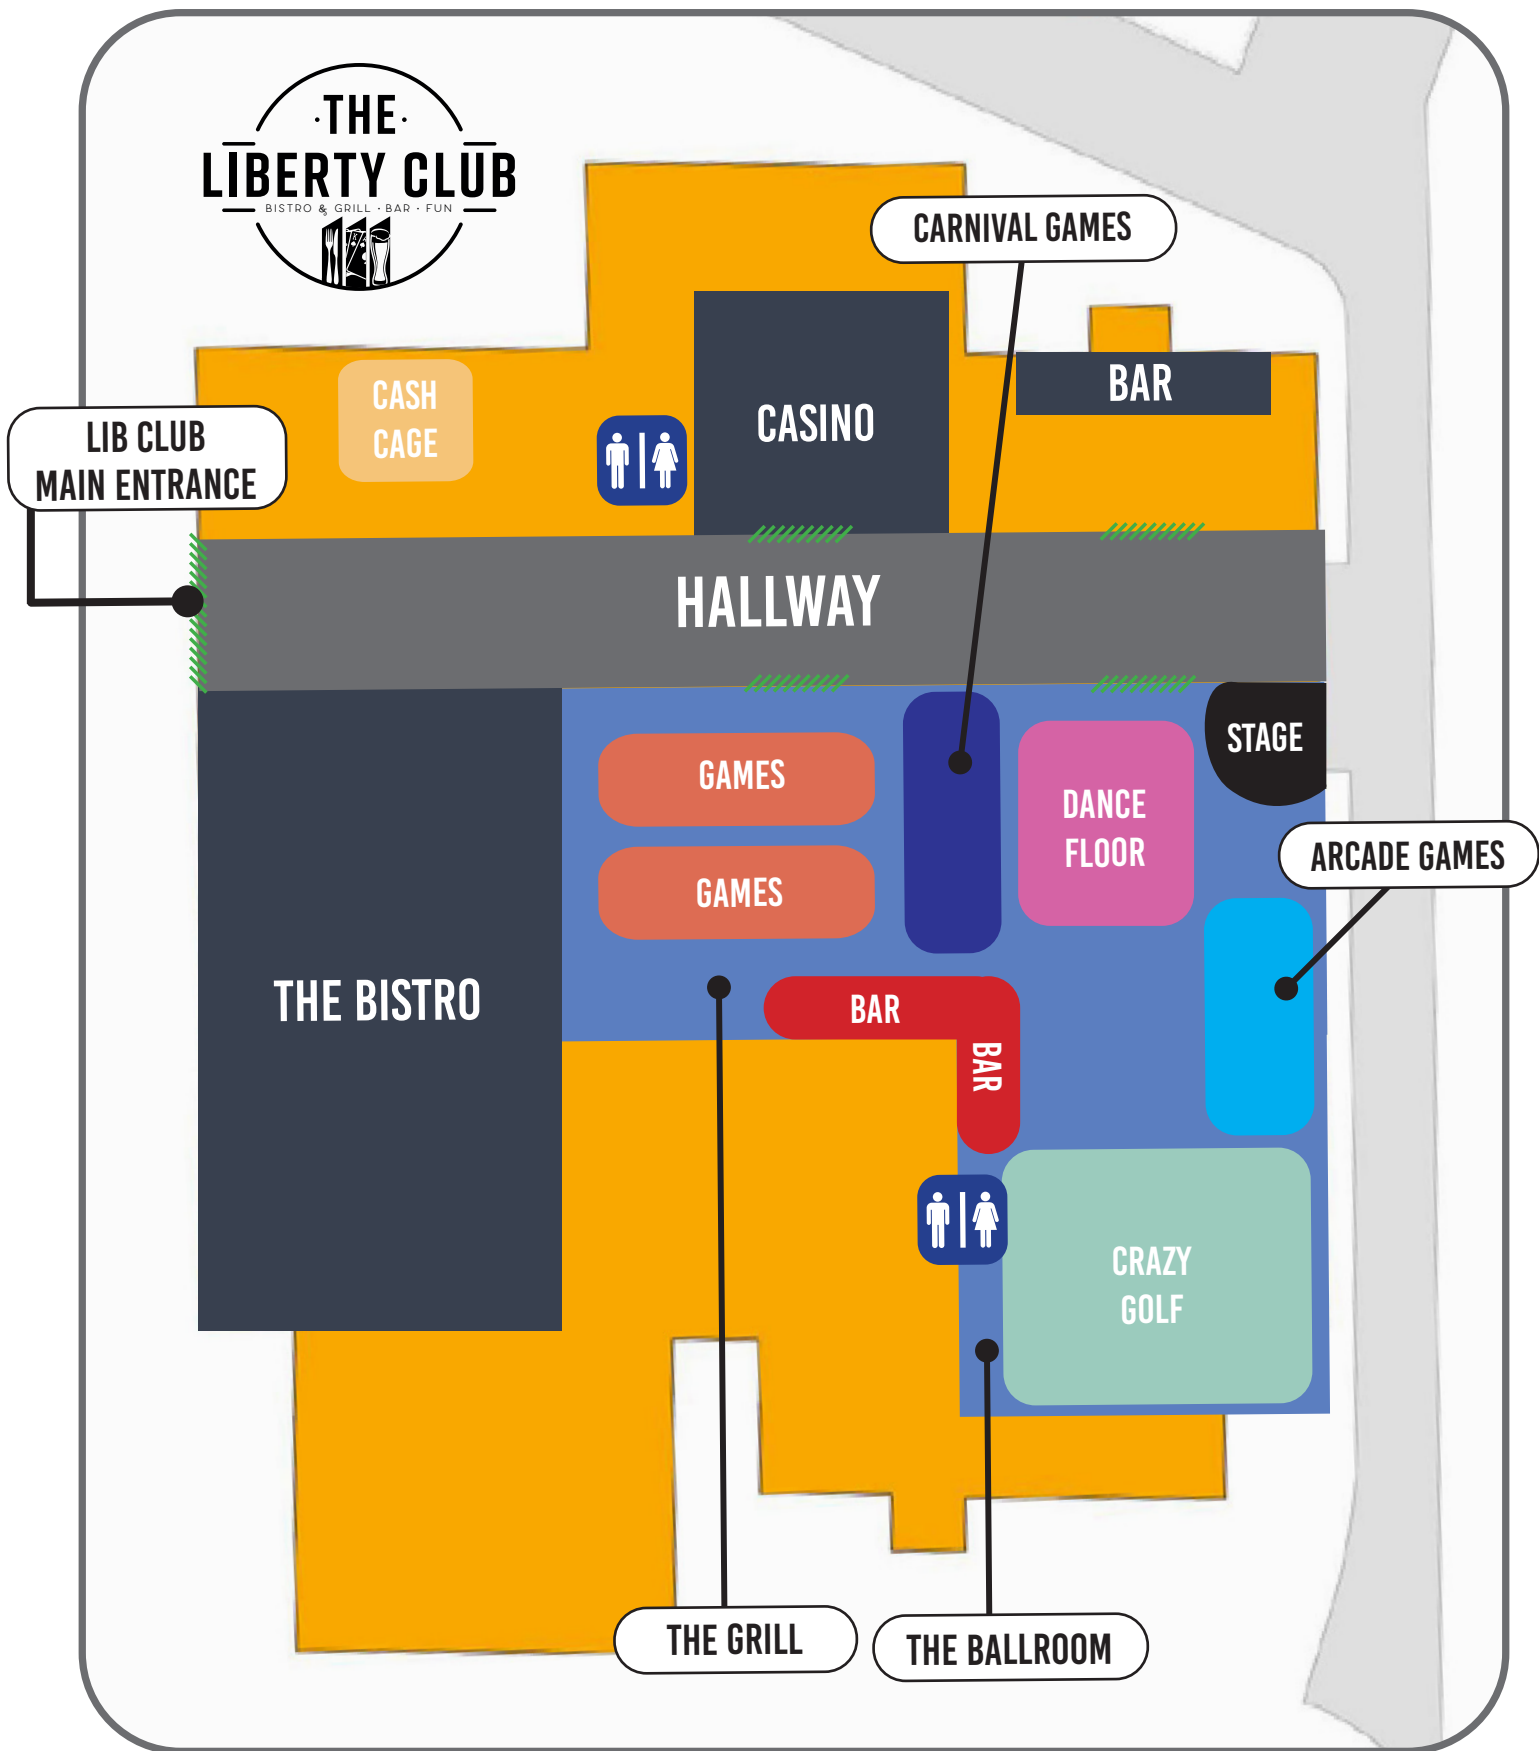 ·THE·
LIBERTY CLUB
BISTRO & GRILL · BAR · FUN
CARNIVAL GAMES
CASH
CAGE
CASINO
BAR
LIB CLUB
MAIN ENTRANCE
HALLWAY
STAGE
GAMES
DANCE
FLOOR
GAMES
ARCADE GAMES
THE BISTRO
BAR
BAR
CRAZY
GOLF
THE GRILL
THE BALLROOM